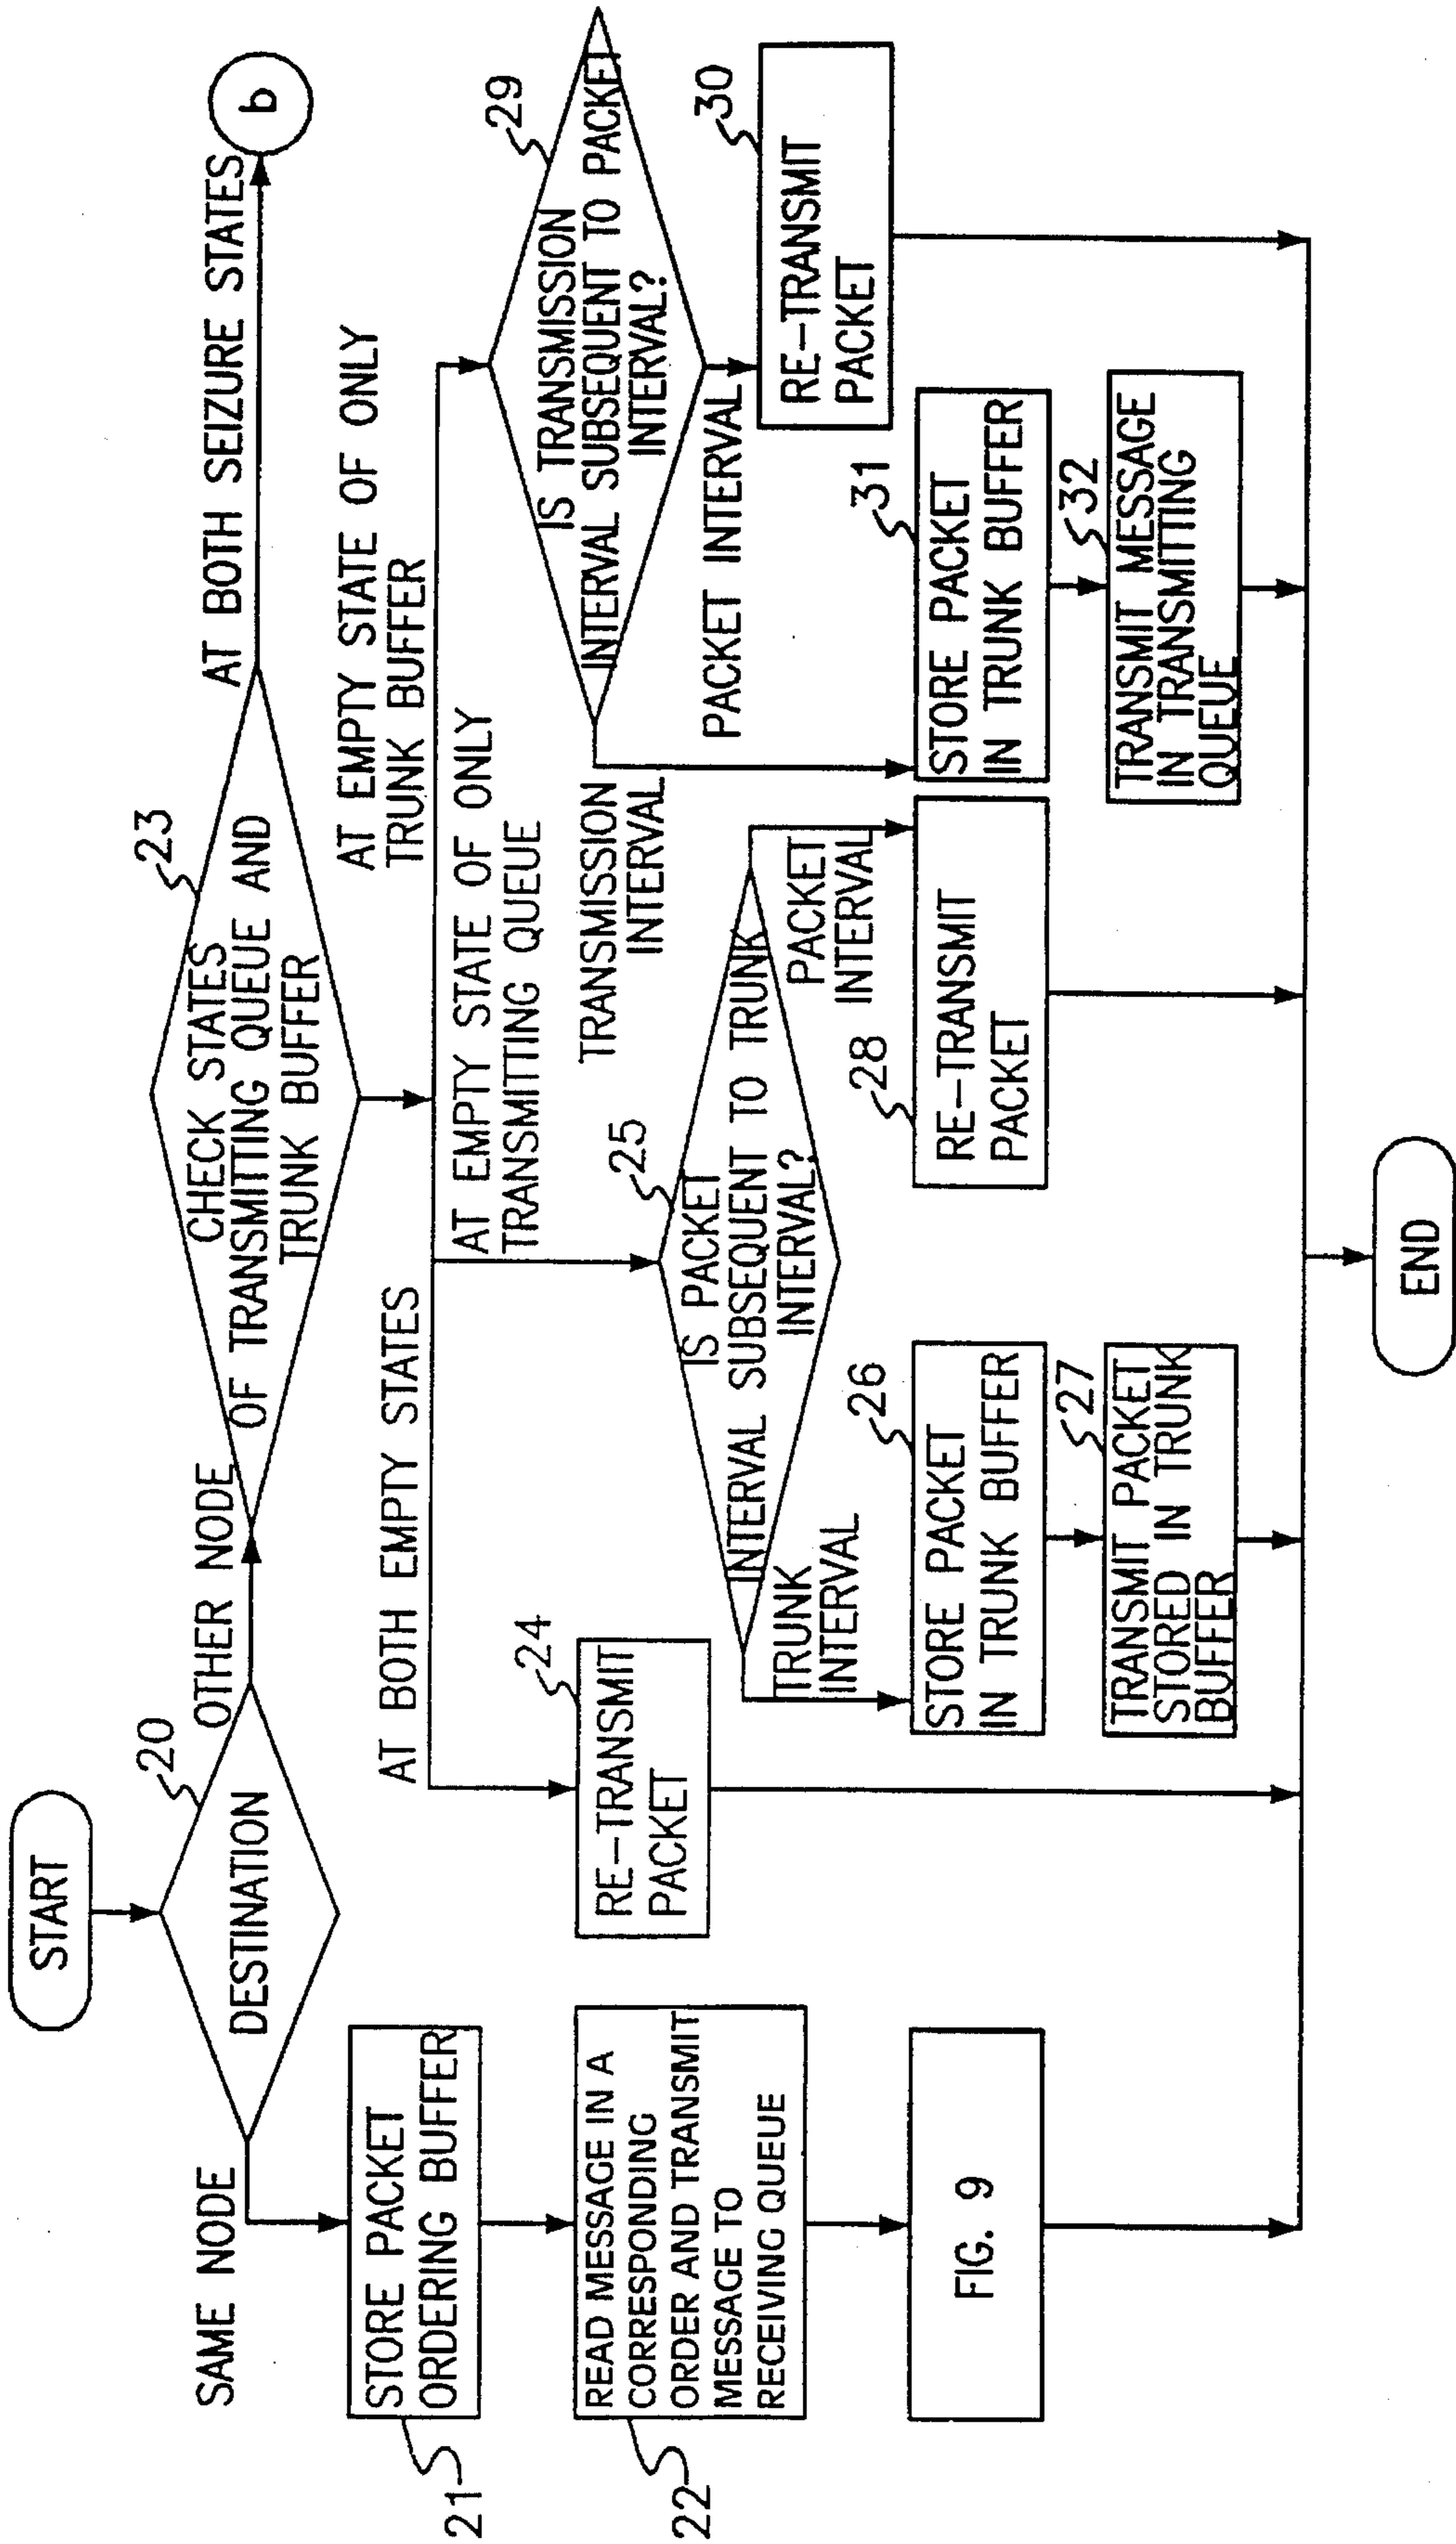 START
20
DESTINATION
SAME NODE
OTHER NODE
21
STORE PACKET
ORDERING BUFFER
22
READ MESSAGE IN A
CORRESPONDING
ORDER AND TRANSMIT
MESSAGE TO
RECEIVING QUEUE
FIG. 9
23
CHECK STATES
OF TRANSMITTING QUEUE AND
TRUNK BUFFER
AT BOTH SEIZURE STATES
b
AT BOTH EMPTY STATES
24
RE-TRANSMIT
PACKET
AT EMPTY STATE OF ONLY
TRANSMITTING QUEUE
25
IS PACKET
INTERVAL SUBSEQUENT TO TRUNK
INTERVAL?
TRUNK
INTERVAL
26
STORE PACKET
IN TRUNK BUFFER
27
TRANSMIT PACKET
STORED IN TRUNK
BUFFER
PACKET
INTERVAL
28
RE-TRANSMIT
PACKET
AT EMPTY STATE OF ONLY
TRUNK BUFFER
29
IS TRANSMISSION
INTERVAL SUBSEQUENT TO PACKET
INTERVAL?
TRANSMISSION
INTERVAL
PACKET INTERVAL
30
RE-TRANSMIT
PACKET
31
STORE PACKET
IN TRUNK BUFFER
32
TRANSMIT MESSAGE
IN TRANSMITTING
QUEUE
END